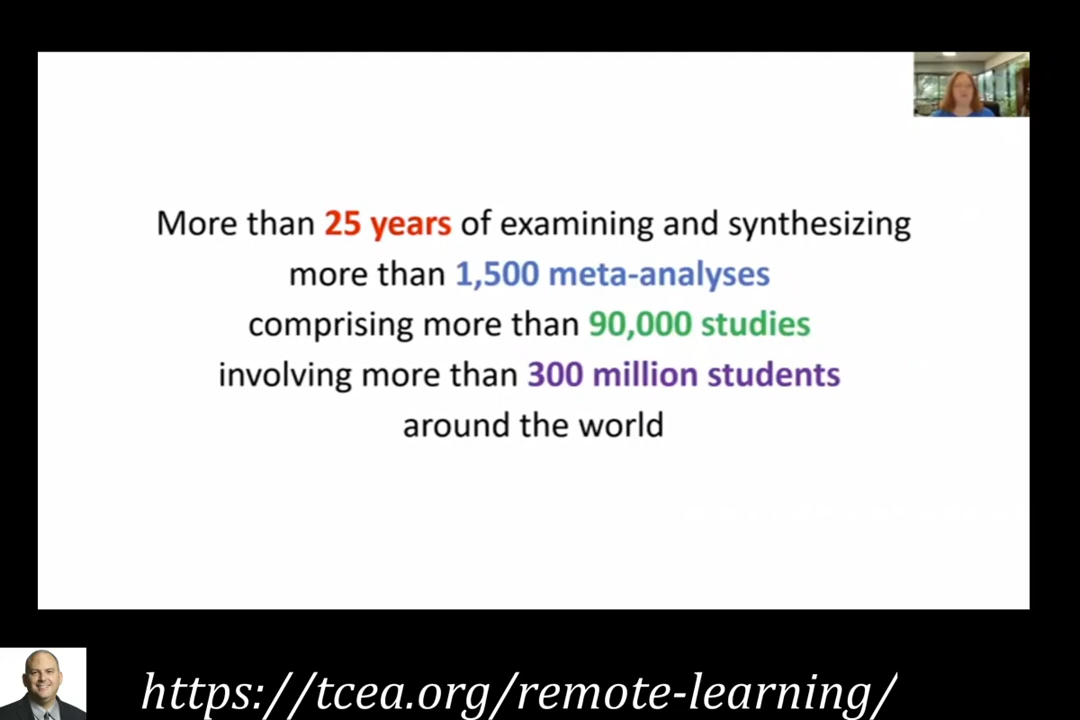 More than 25 years of examining and synthesizing
more than 1,500 meta-analyses
comprising more than 90,000 studies
involving more than 300 million students
around the world
https://tcea.org/remote-learning/